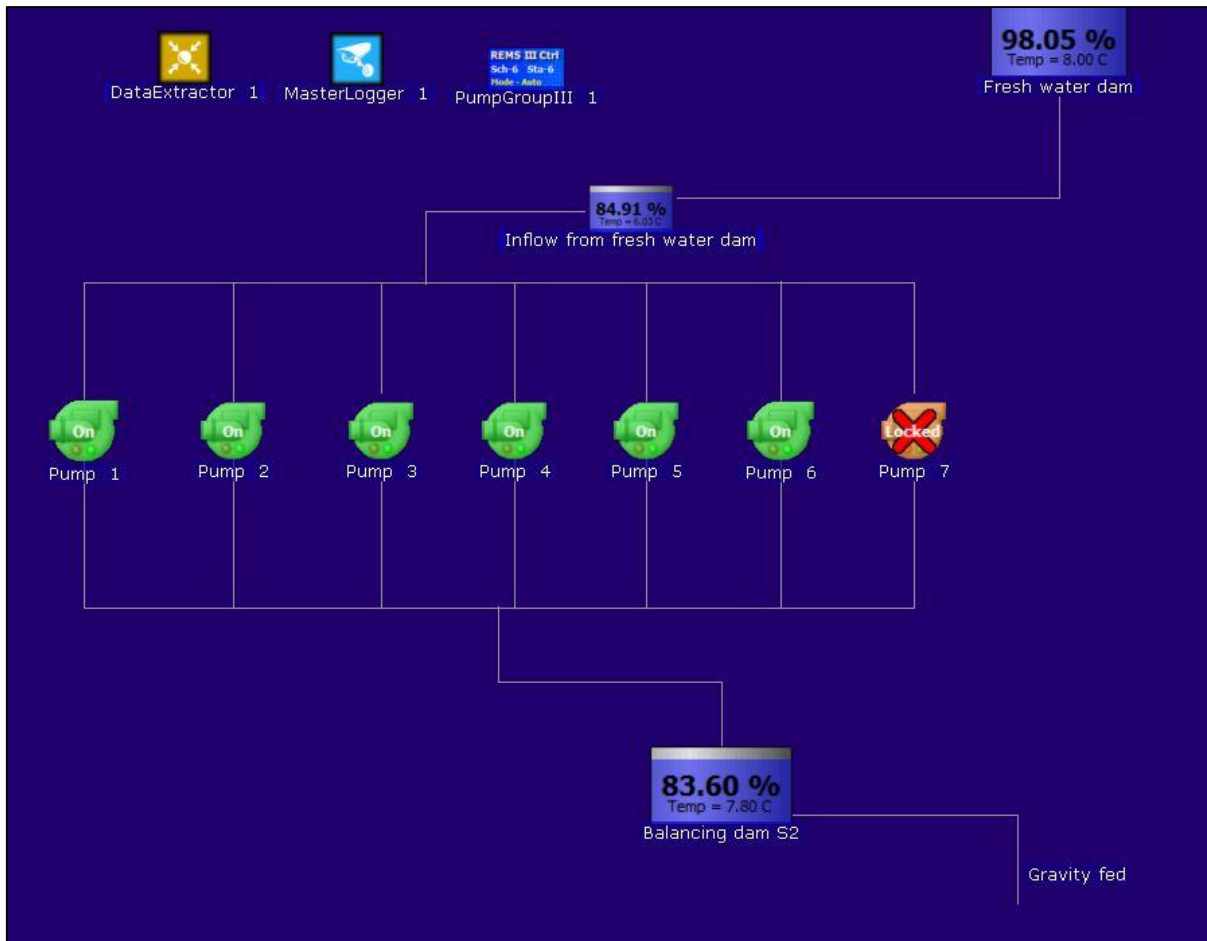 REMS III Ctrl
Sch-6 Sta-6
Mode - Auto
DataExtractor 1
MasterLogger 1
PumpGroupIII 1
98.05 %
Temp = 8.00 C
Fresh water dam
84.91 %
Temp = 6.03 C
Inflow from fresh water dam
On
On
On
On
On
On
Locked
Pump 1
Pump 2
Pump 3
Pump 4
Pump 5
Pump 6
Pump 7
83.60 %
Temp = 7.80 C
Balancing dam S2
Gravity fed